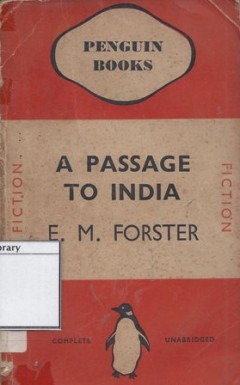 PENGUIN
BOOKS
A PASSAGE
TO INDIA
E. M. FORSTER
FICTION
FICTION
COMPLETE
UNABRIDGED